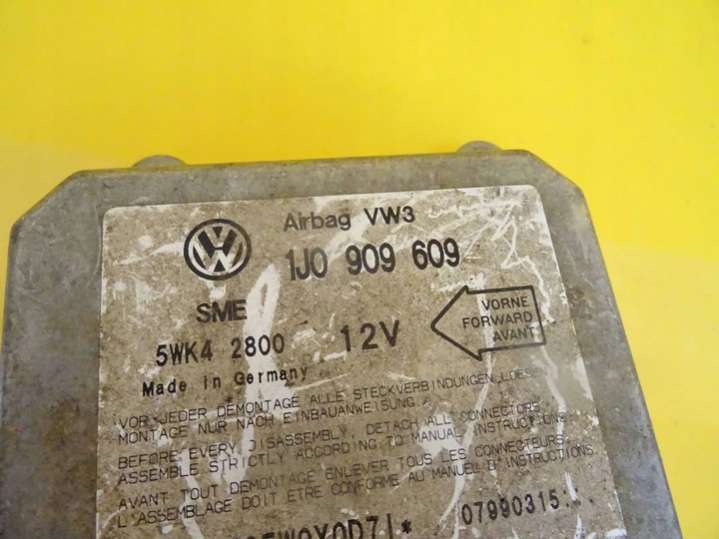 Airbag VW3
1J0 909 609
SME
5WK4 2800 12V
VORNE
FORWARD
AVANT
Made in Germany
VOR JEDER DEMONTAGE ALLE STECKVERBINDUNGEN
MONTAGE NUR NACH EINBAUANWEISUNG.
BEFORE EVERY DISASSEMBLY, DETACH ALL CONNECTORS,
ASSEMBLE STRICTLY ACCORDING TO MANUAL INSTRUCTIONS.
AVANT TOUT DEMONTAGE ENLEVER TOUS LES CONNECTEURS.
L'ASSEMBLAGE DOIT ETRE CONFORME AU MANUEL D'INSTRUCTIONS.
07990315